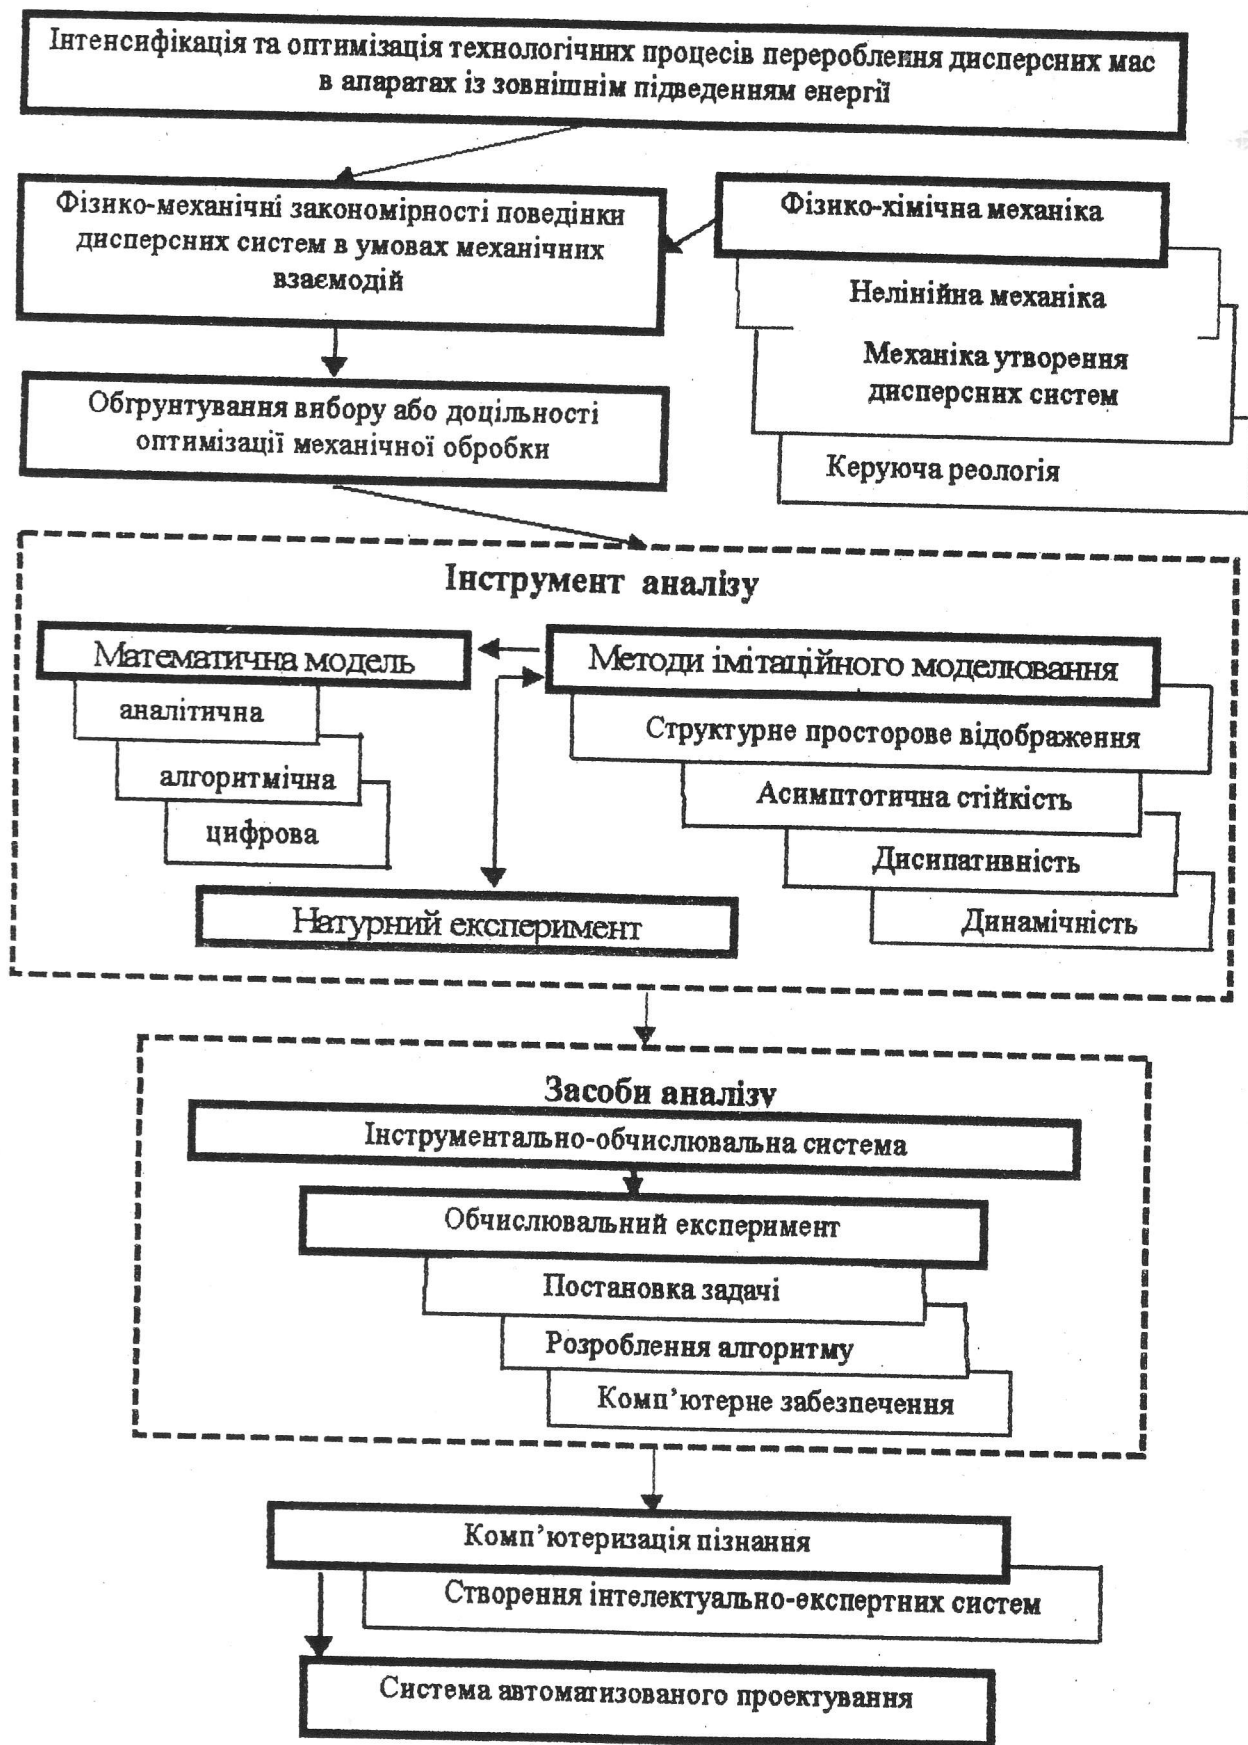 Інтенсифікація та оптимізація технологічних процесів перероблення дисперсних мас
в апаратах із зовнішнім підведенням енергії
Фізико-механічні закономірності поведінки
дисперсних систем в умовах механічних
взаємодій
Фізико-хімічна механіка
Нелінійна механіка
Механіка утворення
дисперсних систем
Керуюча реологія
Обгрунтування вибору або доцільності
оптимізації механічної обробки
Інструмент аналізу
Математична модель
аналітична
алгоритмічна
цифрова
Методи імітаційного моделювання
Структурне просторове відображення
Асимптотична стійкість
Дисипативність
Динамічність
Натурний експеримент
Засоби аналізу
Інструментально-обчислювальна система
Обчислювальний експеримент
Постановка задачі
Розроблення алгоритму
Комп’ютерне забезпечення
Комп’ютеризація пізнання
Створення інтелектуально-експертних систем
Система автоматизованого проектування